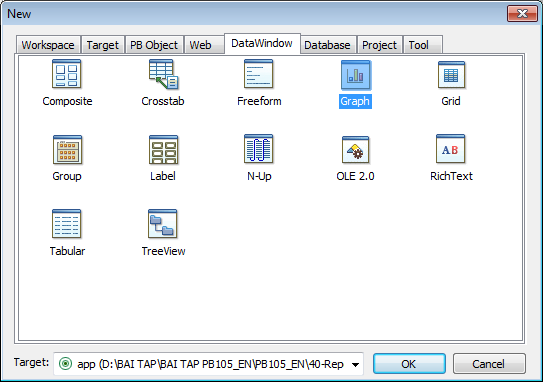 New
Workspace Target PB Object Web DataWindow Database Project Tool
Composite Crosstab Freeform Graph Grid
Group Label N-Up OLE 2.0 RichText
AB
Tabular TreeView
Target: app (D:\BAI TAP\BAI TAP PB105_EN\PB105_EN\40-Rep OK Cancel